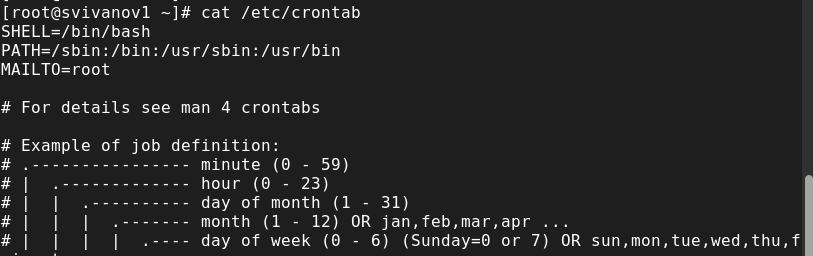 [root@svivanov1 ~]# cat /etc/crontab
SHELL=/bin/bash
PATH=/sbin:/bin:/usr/sbin:/usr/bin
MAILTO=root
# For details see man 4 crontabs
# Example of job definition:
# .---------------- minute (0 - 59)
# |  .------------- hour (0 - 23)
# |  |  .---------- day of month (1 - 31)
# |  |  |  .------- month (1 - 12) OR jan,feb,mar,apr ...
# |  |  |  |  .---- day of week (0 - 6) (Sunday=0 or 7) OR sun,mon,tue,wed,thu,f